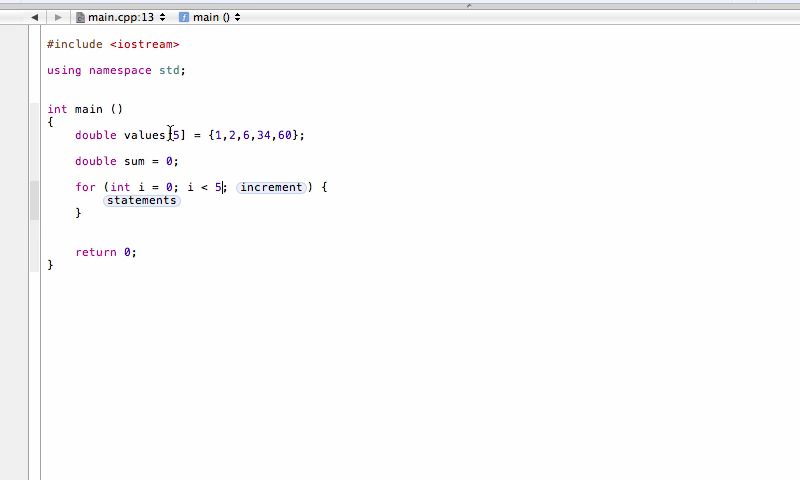 main.cpp:13 main ()
#include <iostream>
using namespace std;
int main ()
{
double values[5] = {1,2,6,34,60};
double sum = 0;
for (int i = 0; i < 5; increment) {
statements
}
return 0;
}